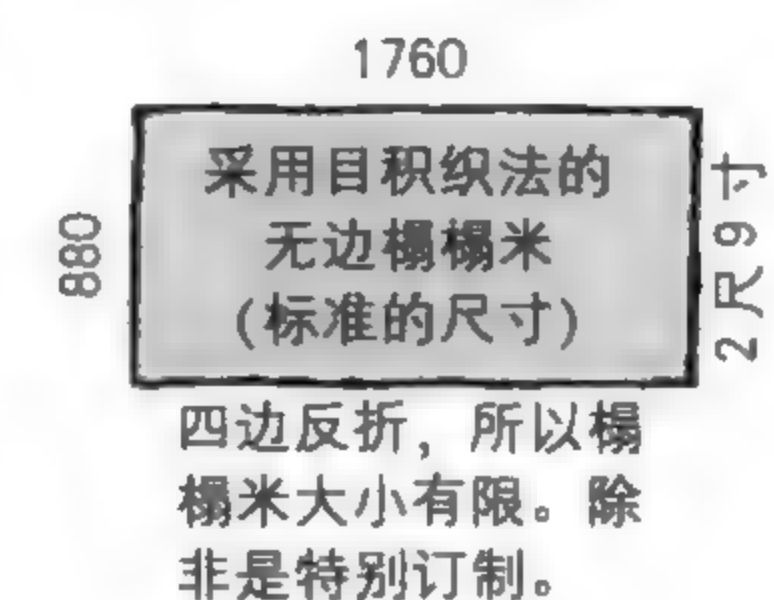 1760
采用目积织法的
无边榻榻米
(标准的尺寸)
880
2尺9寸
四边反折，所以榻
榻米大小有限。除
非是特别订制。